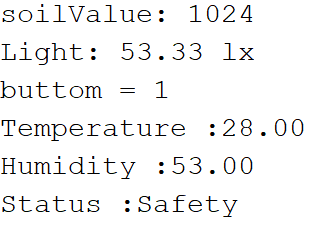 soilValue: 1024
Light: 53.33 lx
buttom = 1
Temperature :28.00
Humidity :53.00
Status :Safety